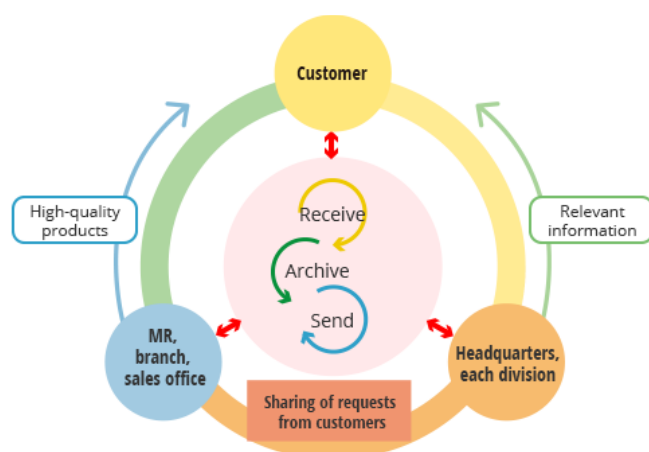 Customer
High-quality
products
Receive
Archive
Send
Relevant
information
MR,
branch,
sales office
Headquarters,
each division
Sharing of requests
from customers